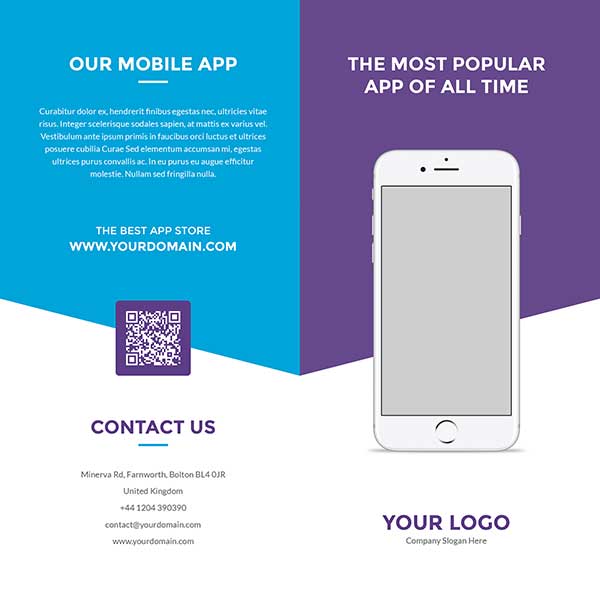 OUR MOBILE APP
Curabitur dolor ex, hendrerit finibus egestas nec, ultricies vitae
risus. Integer scelerisque sodales sapien, at mattis ex varius vel.
Vestibulum ante ipsum primis in faucibus orci luctus et ultrices
posuere cubilia Curae Sed elementum accumsan mi, egestas
ultrices purus convallis ac. In eu purus eu augue efficitur
molestie. Nullam sed fringilla nulla.
THE BEST APP STORE
WWW.YOURDOMAIN.COM
CONTACT US
Minerva Rd, Farnworth, Bolton BL4 0JR
United Kingdom
+44 1204 390390
contact@yourdomain.com
www.yourdomain.com
THE MOST POPULAR
APP OF ALL TIME
YOUR LOGO
Company Slogan Here